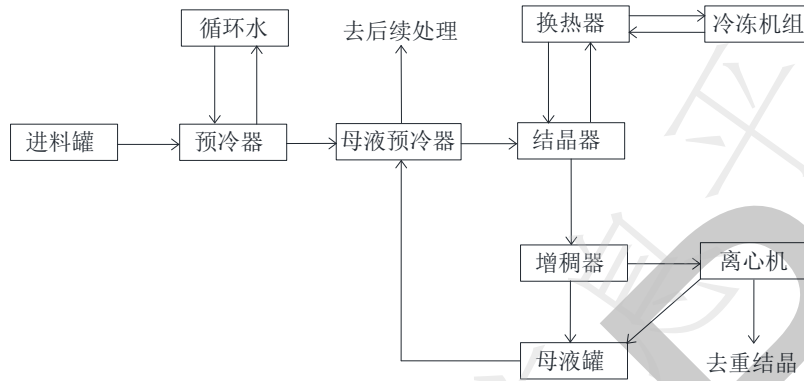 循环水
去后续处理
换热器
冷冻机组
进料罐
预冷器
母液预冷器
结晶器
增稠器
离心机
母液罐
去重结晶